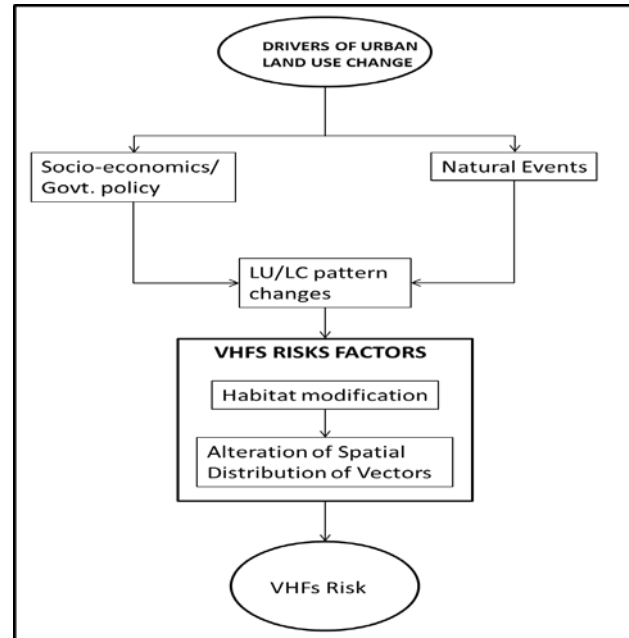 DRIVERS OF URBAN
LAND USE CHANGE
Socio-economics/
Govt. policy
Natural Events
LU/LC pattern
changes
VHFS RISKS FACTORS
Habitat modification
Alteration of Spatial
Distribution of Vectors
VHFs Risk